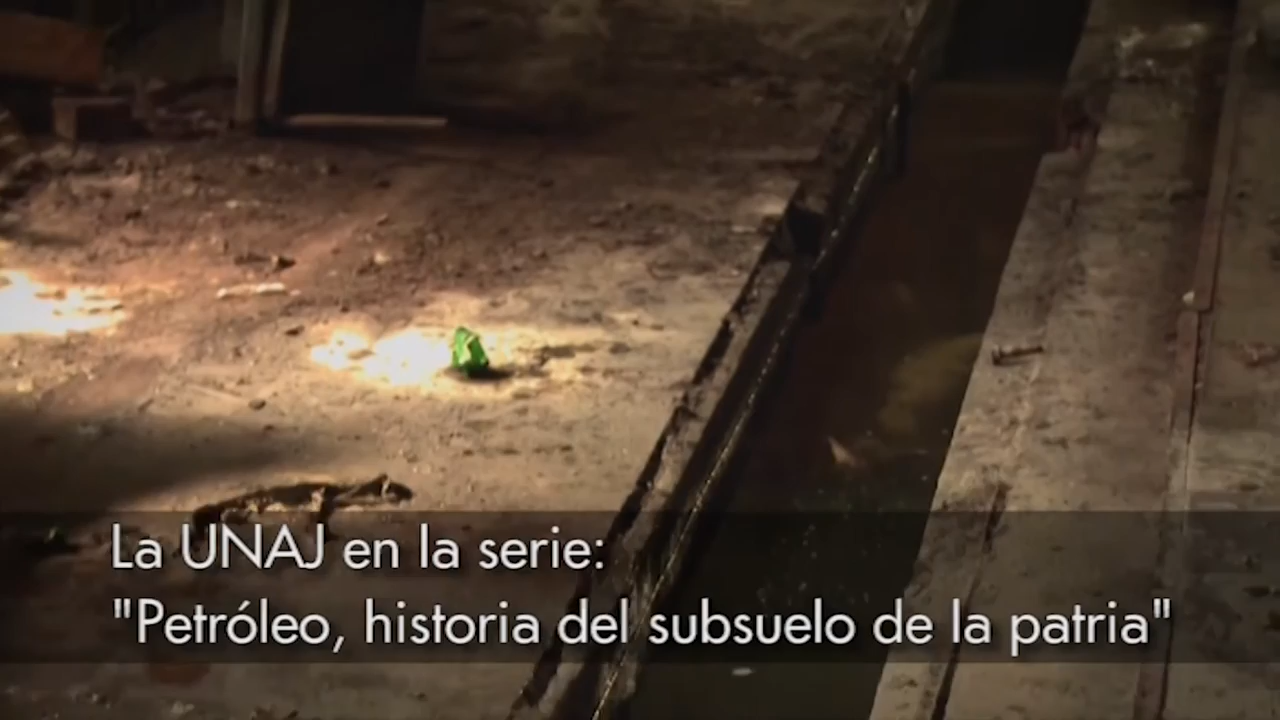 La UNAJ en la serie:
"Petróleo, historia del subsuelo de la patria"